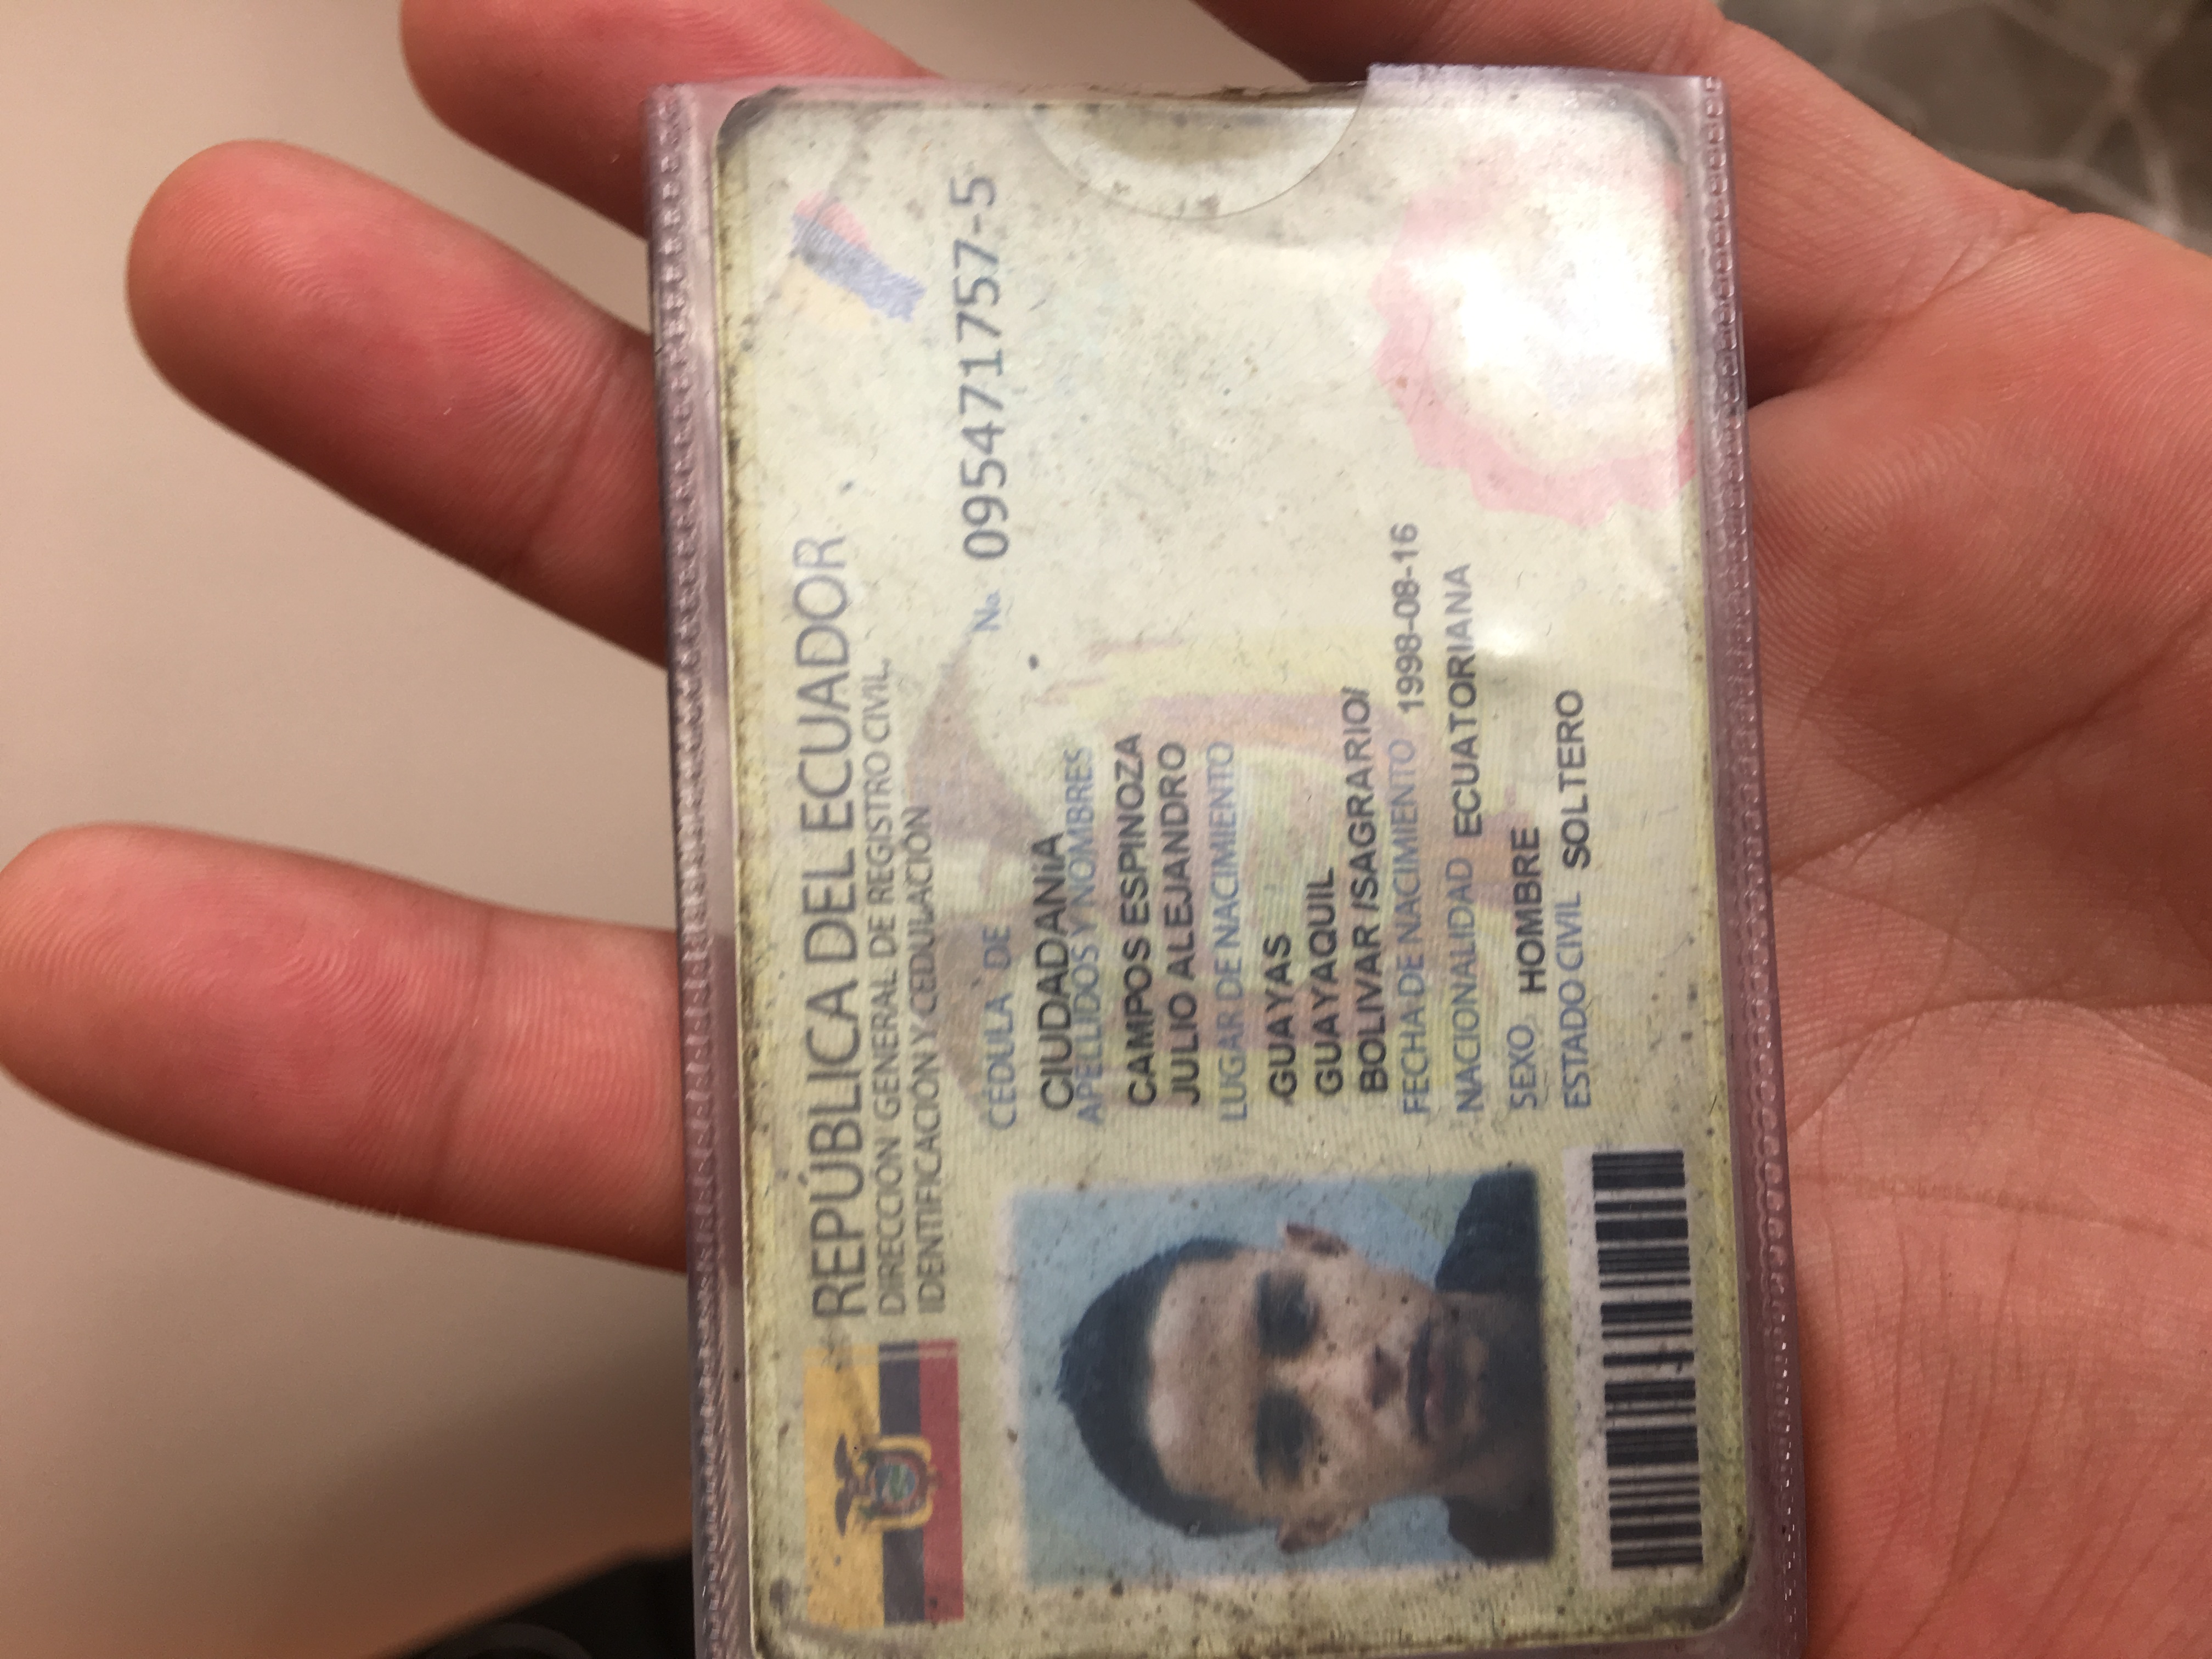 REPÚBLICA DEL ECUADOR
DIRECCIÓN GENERAL DE REGISTRO CIVIL,
IDENTIFICACIÓN Y CEDULACIÓN
CÉDULA DE No. 095471757-5
CIUDADANíA
APELLIDOS Y NOMBRES
CAMPOS ESPINOZA
JULIO ALEJANDRO
LUGAR DE NACIMIENTO
GUAYAS
GUAYAQUIL
BOLIVAR /SAGRARIO/
FECHA DE NACIMIENTO 1998-08-16
NACIONALIDAD ECUATORIANA
SEXO HOMBRE
ESTADO CIVIL SOLTERO